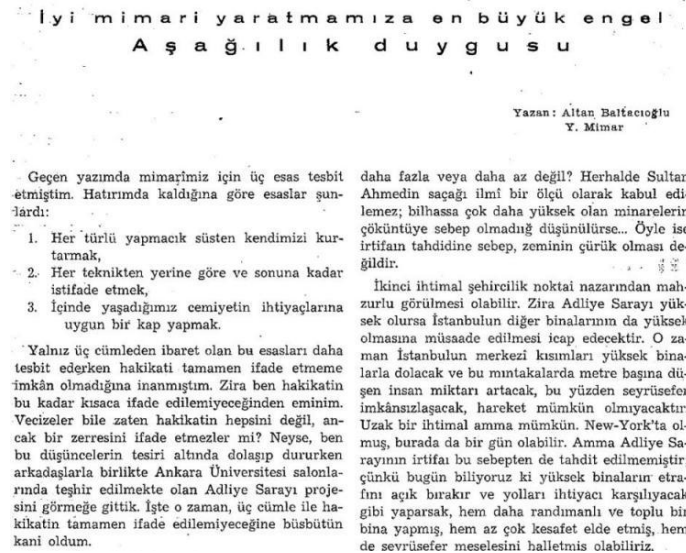 İyi mimari yaratmamıza en büyük engel
Aşağılık duygusu
Yazan : Altan Baltacıoğlu
Y. Mimar
Geçen yazımda mimarîmiz için üç esas tesbit
etmiştim. Hatırımda kaldığına göre esaslar şun-
lardı:
1. Her türlü yapmacık süsten kendimizi kur-
tarmak,
2. Her teknikten yerine göre ve sonuna kadar
istifade etmek,
3. İçinde yaşadığımız cemiyetin ihtiyaçlarına
uygun bir kap yapmak.
Yalnız üç cümleden ibaret olan bu esasları daha
tesbit ederken hakikati tamamen ifade etmeme
imkân olmadığına inanmıştım. Zira ben hakikatin
bu kadar kısaca ifade edilemiyeceğinden eminim.
Vecizeler bile zaten hakikatin hepsini değil, an-
cak bir zerresini ifade etmezler mi? Neyse, ben
bu düşüncelerin tesiri altında dolaşıp dururken
arkadaşlarla birlikte Ankara Üniversitesi salonla-
rında teşhir edilmekte olan Adliye Sarayı proje-
sini görmeğe gittik. İşte o zaman, üç cümle ile ha-
kikatin tamamen ifade edilemiyeceğine büsbütün
kani oldum.
daha fazla veya daha az değil? Herhalde Sultan
Ahmedin saçağı ilmî bir ölçü olarak kabul edi-
lemez; bilhassa çok daha yüksek olan minarelerin
çöküntüye sebep olmadığ düşünülürse... Öyle ise
irtifaın tahdidine sebep, zeminin çürük olması de-
ğildir.
İkinci ihtimal şehircilik noktai nazarından mah-
zurlu görülmesi olabilir. Zira Adliye Sarayı yük-
sek olursa İstanbulun diğer binalarının da yüksek
olmasına müsaade edilmesi icap edecektir. O za-
man İstanbulun merkezî kısımları yüksek bina-
larla dolacak ve bu mıntakalarda metre başına dü-
şen insan miktarı artacak, bu yüzden seyrüsefer
imkânsızlaşacak, hareket mümkün olmıyacaktır.
Uzak bir ihtimal amma mümkün. New-York'ta ol-
muş, burada da bir gün olabilir. Amma Adliye Sa-
rayının irtifaı bu sebepten de tahdit edilmemiştir,
çünkü bugün biliyoruz ki yüksek binaların etra-
fını açık bırakır ve yolları ihtiyacı karşılıyacak
gibi yaparsak, hem daha randımanlı ve toplu bir
bina yapmış, hem az çok kesafet elde etmiş, hem
de seyrüsefer meselesini halletmiş olabiliriz.